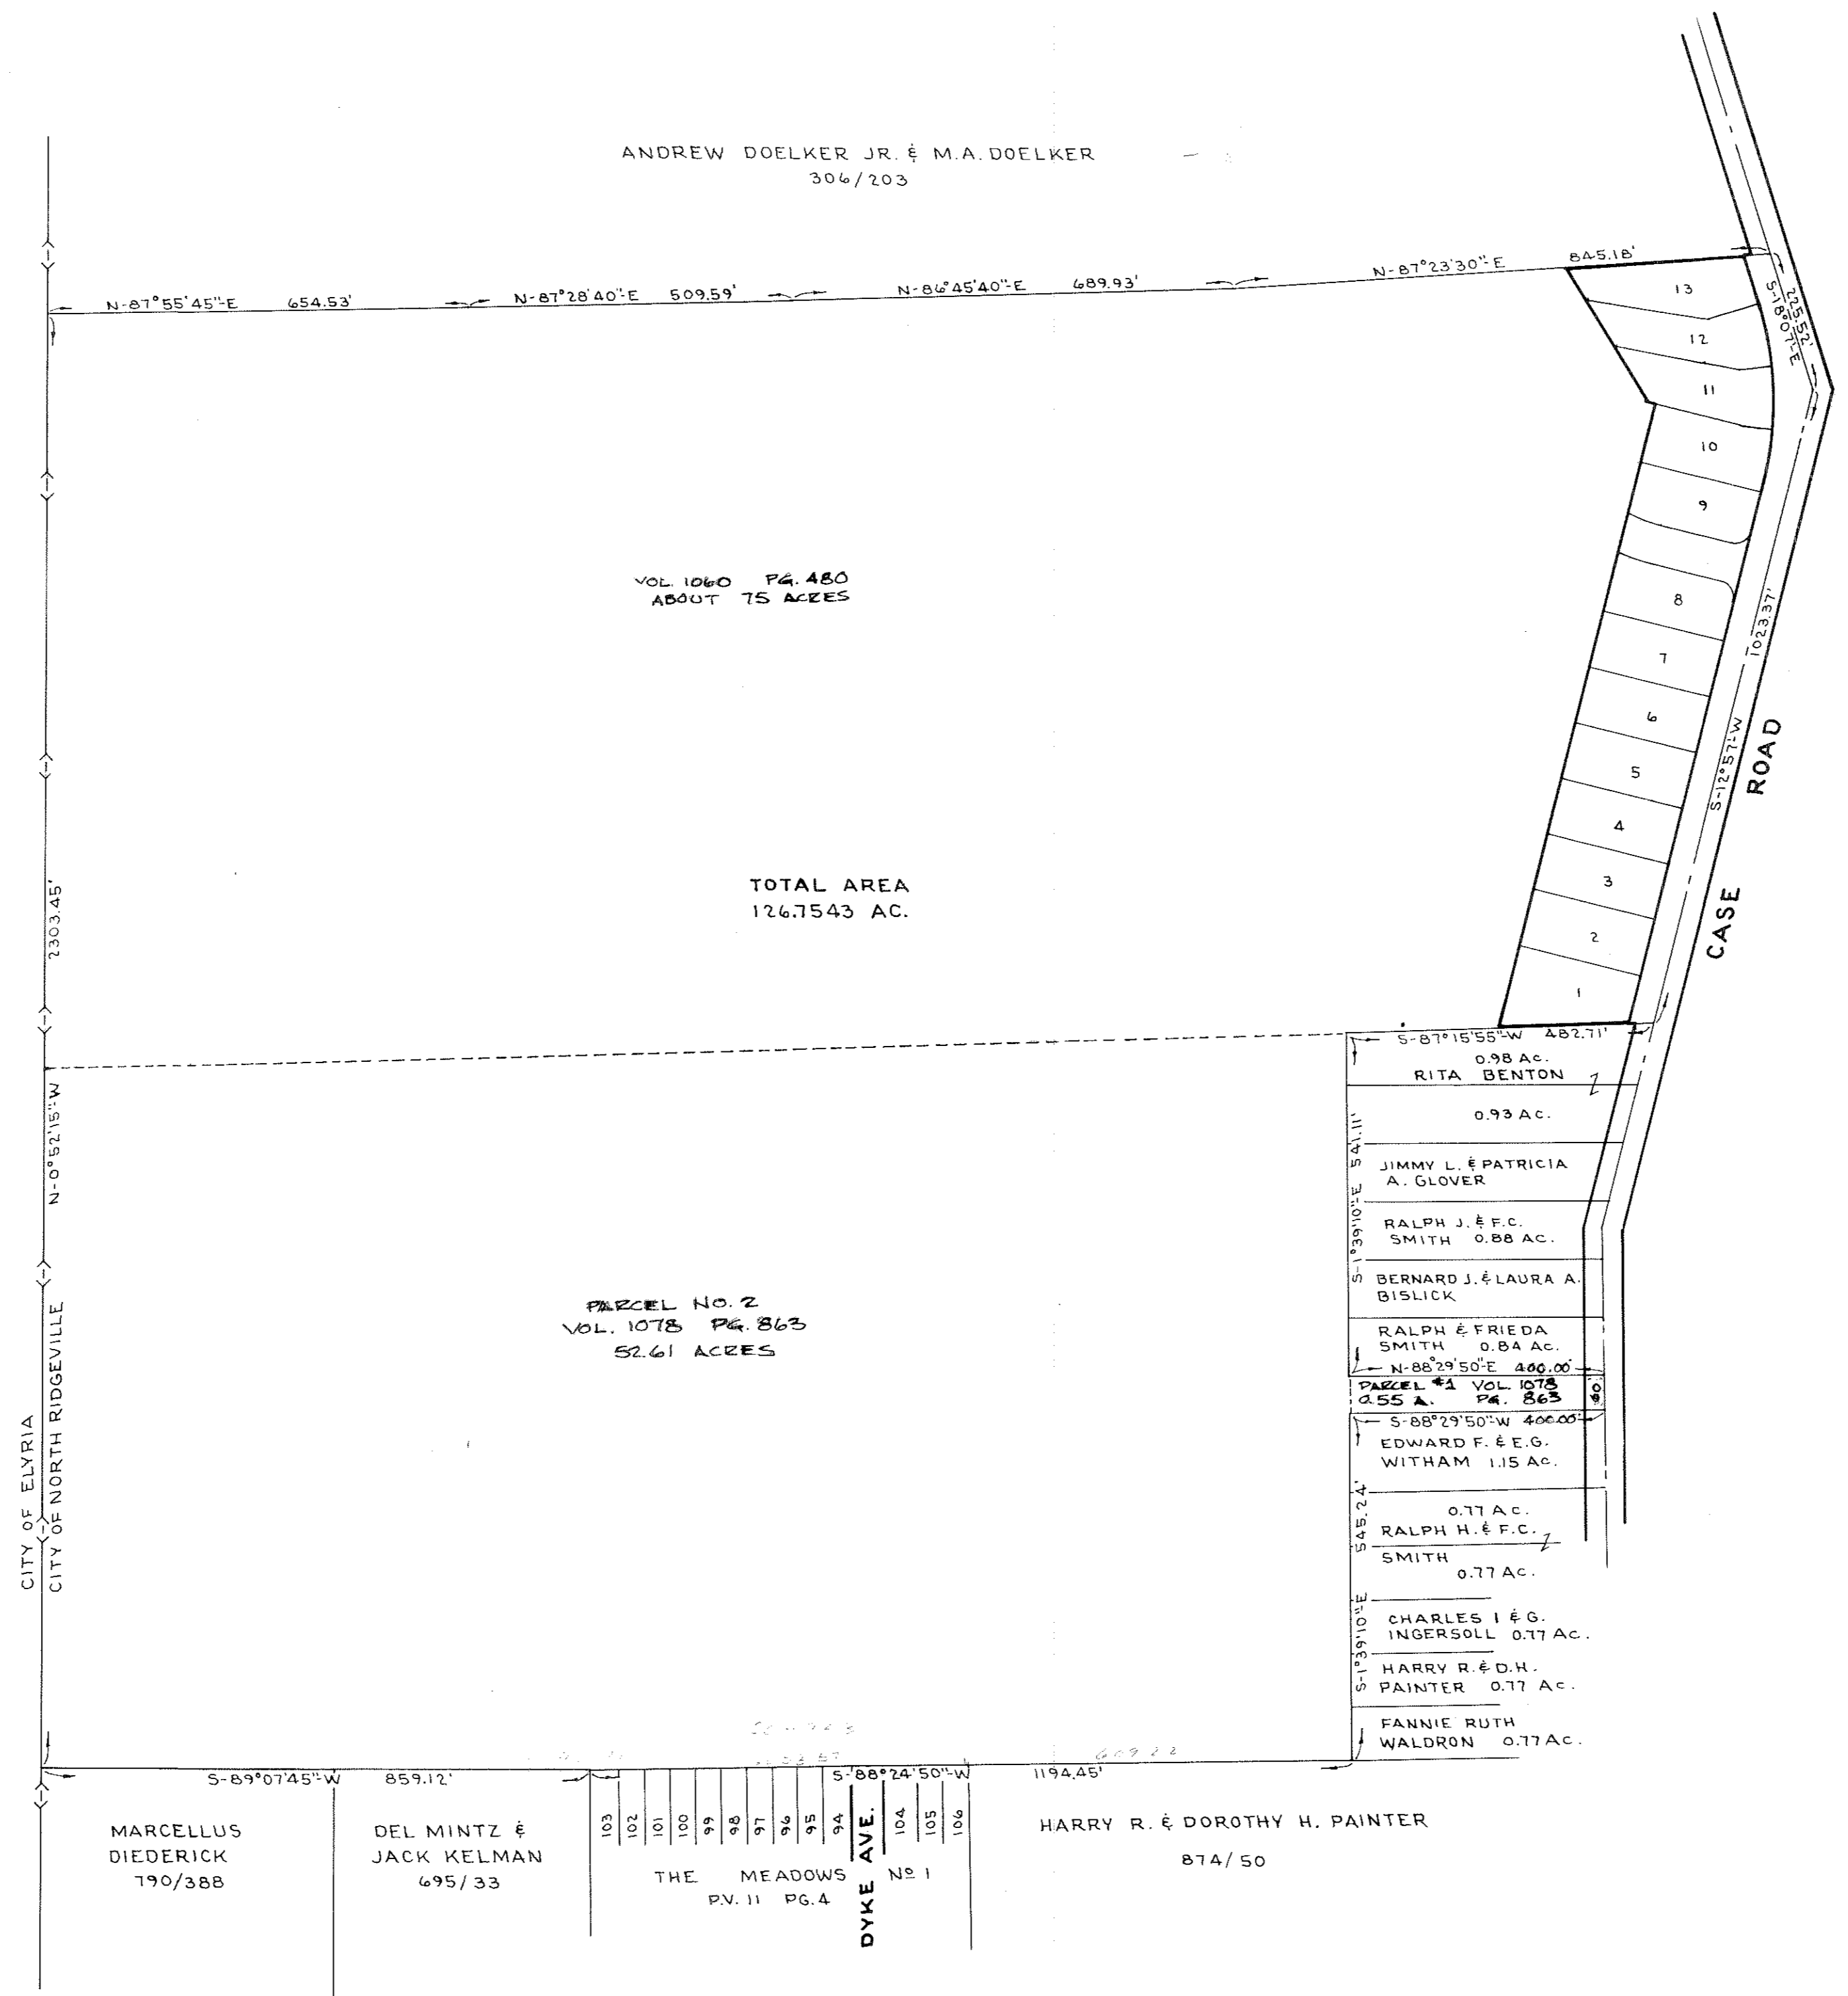 ANDREW DOELKER JR. & M.A. DOELKER
306/203
N-87°55'45"-E 654.53'
N-87°28'40"-E 509.59'
N-86°45'40"-E 689.93'
N-87°23'30"-E 845.18'
S-18°07'-E
225.52'
13
12
11
10
9
8
7
6
5
4
3
2
1
S-12°57'-W 1023.37'
CASE ROAD
VOL. 1060 PG. 480
ABOUT 75 ACRES
TOTAL AREA
126.7543 AC.
N-0°52'15"-W 2303.45'
CITY OF ELYRIA
CITY OF NORTH RIDGEVILLE
PARCEL NO. 2
VOL. 1078 PG. 863
52.61 ACRES
S-87°15'55"-W 482.71'
0.98 AC.
RITA BENTON
0.93 AC.
S-1°39'10"-E 541.11'
JIMMY L. & PATRICIA
A. GLOVER
RALPH J. & F.C.
SMITH 0.88 AC.
BERNARD J. & LAURA A.
BISLICK
RALPH & FRIEDA
SMITH 0.84 AC.
N-88°29'50"-E 400.00'
PARCEL #1 VOL. 1078
0.55 A. PG. 863
60'
S-88°29'50"-W 400.00'
EDWARD F. & E.G.
WITHAM 1.15 AC.
S-1°39'10"-E 545.24'
0.77 AC.
RALPH H. & F.C.
SMITH
0.77 AC.
CHARLES I & G.
INGERSOLL 0.77 AC.
HARRY R. & D.H.
PAINTER 0.77 AC.
FANNIE RUTH
WALDRON 0.77 AC.
609.22
S-89°07'45"-W 859.12'
S-88°24'50"-W 1194.45'
MARCELLUS
DIEDERICK
790/388
DEL MINTZ &
JACK KELMAN
695/33
103
102
101
100
99
98
97
96
95
94
DYKE AVE.
104
105
106
THE MEADOWS Nº 1
P.V. 11 PG. 4
HARRY R. & DOROTHY H. PAINTER
874/50